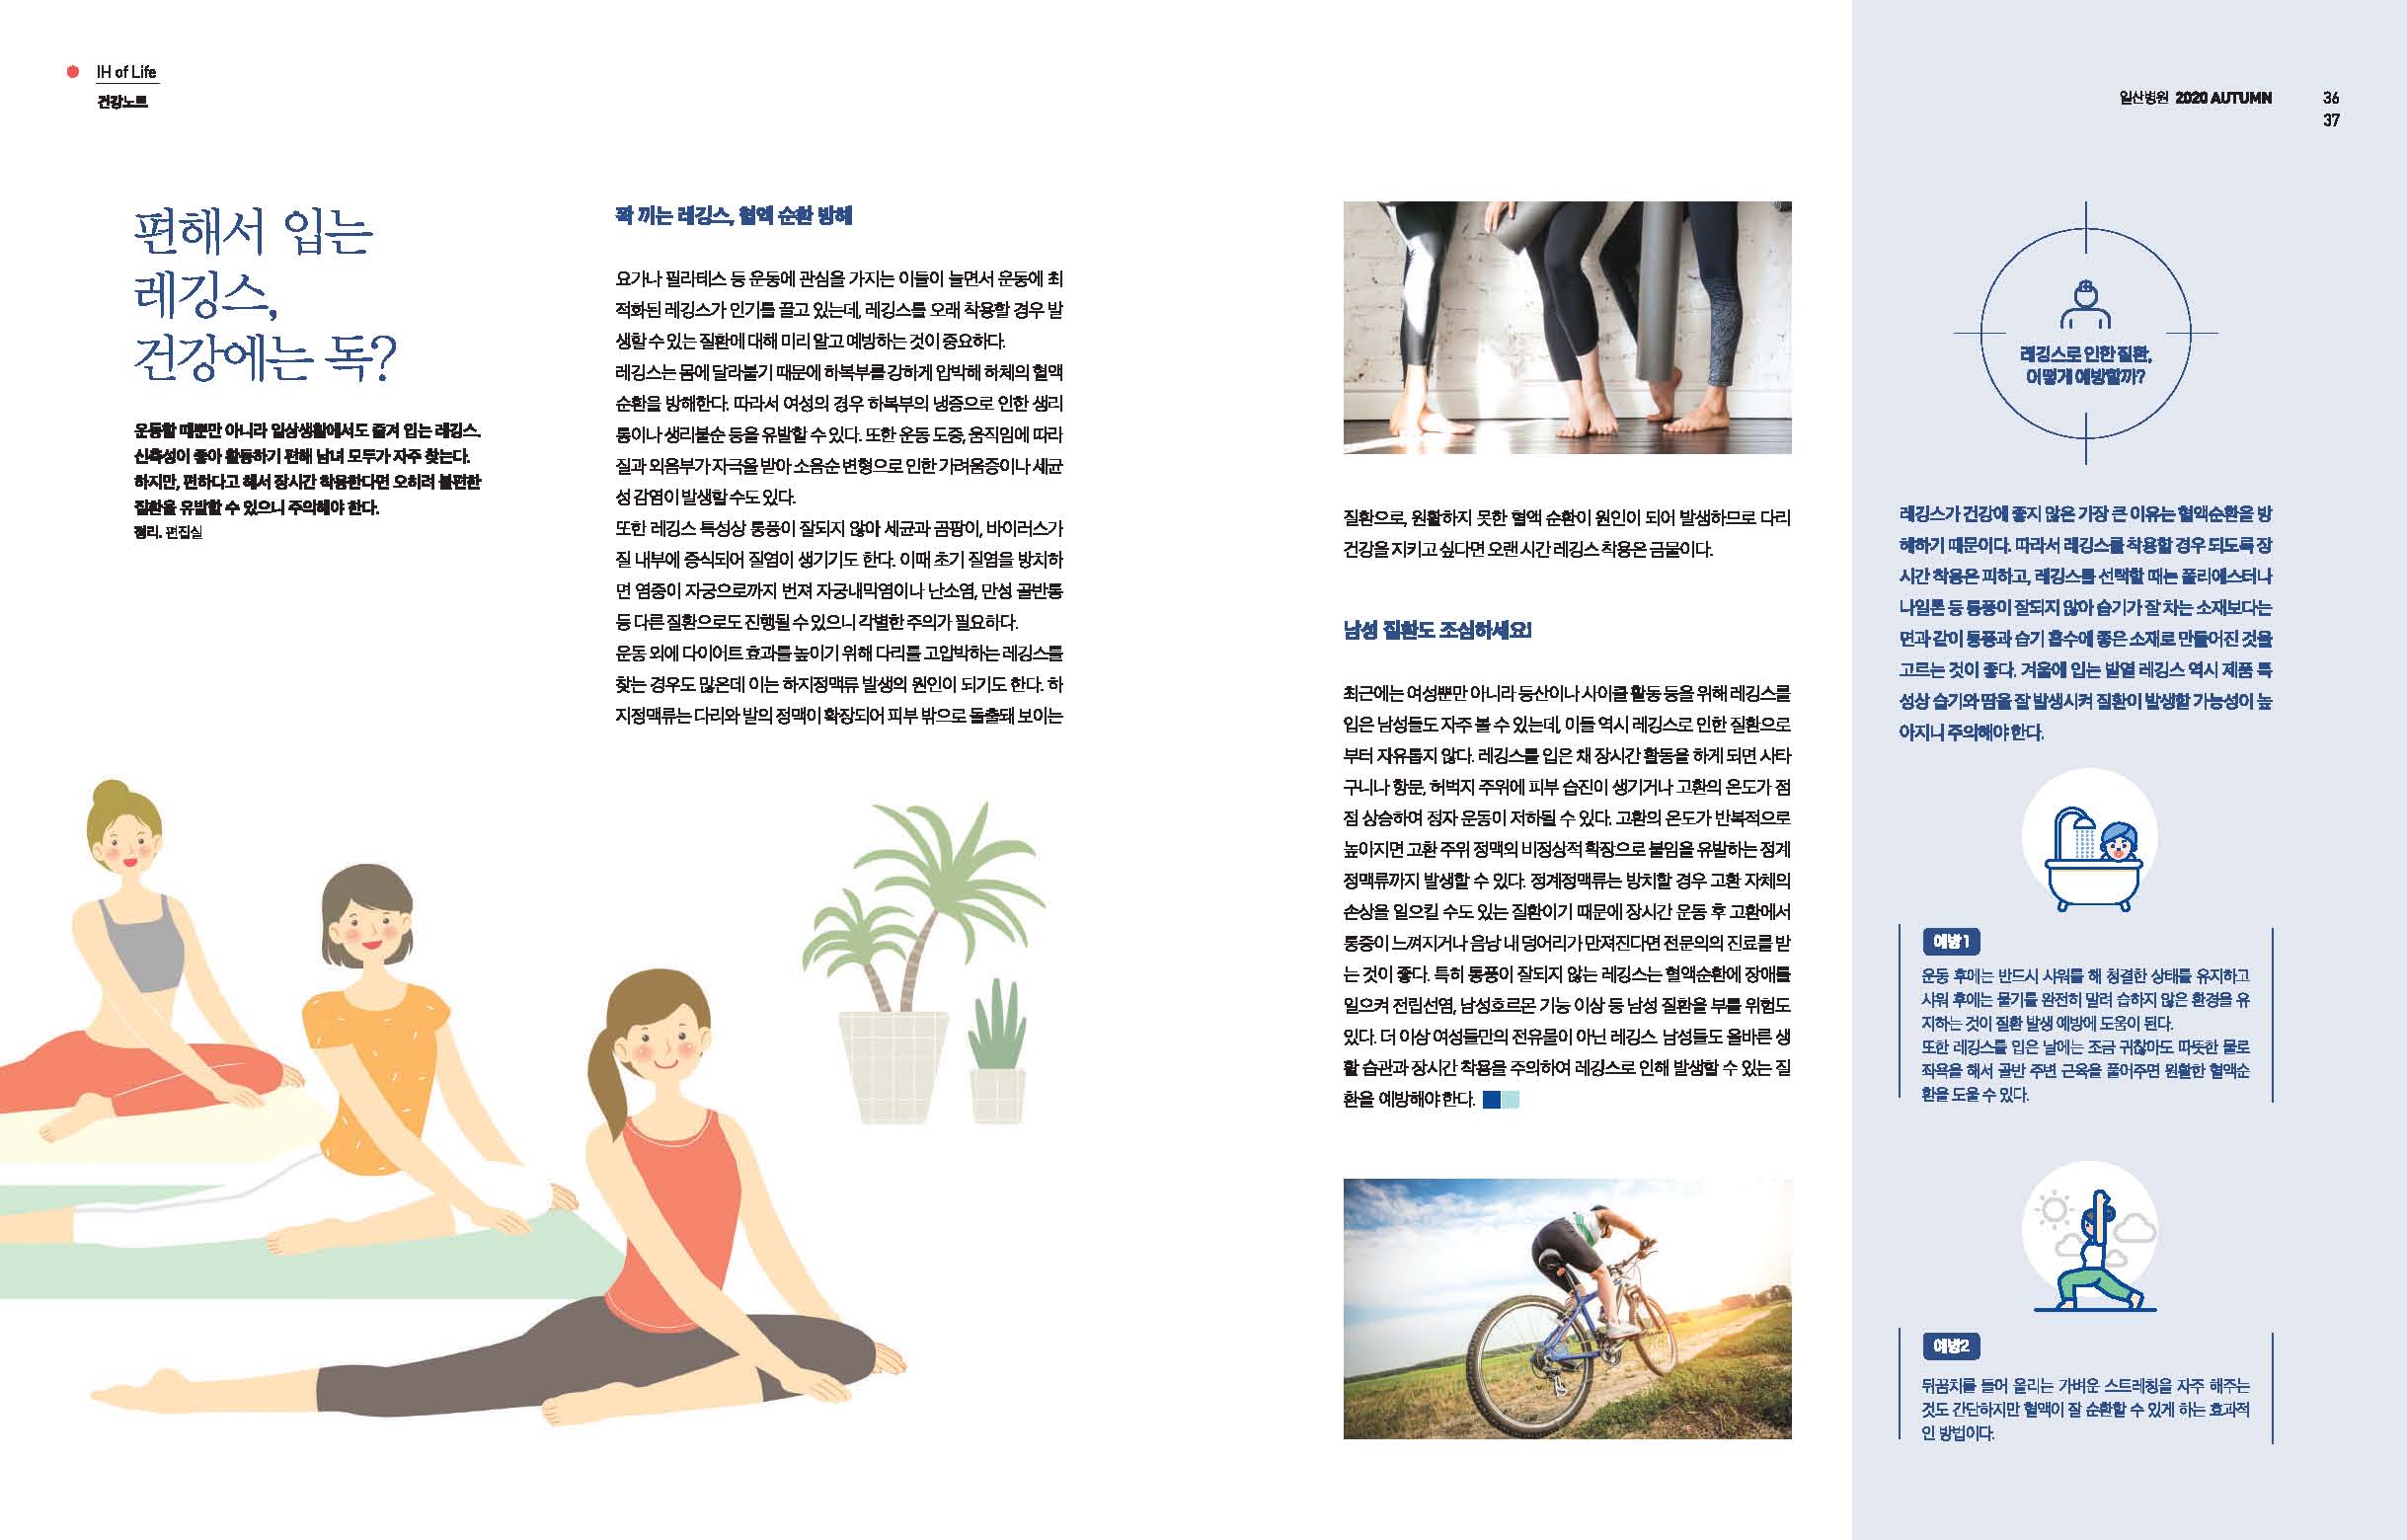 IH of Life
건강노트
일산병원 2020 AUTUMN
36
37
편해서 입는
레깅스,
건강에는 독?
운동할 때뿐만 아니라 일상생활에서도 즐겨 입는 레깅스.
신축성이 좋아 활동하기 편해 남녀 모두가 자주 찾는다.
하지만, 편하다고 해서 장시간 착용한다면 오히려 불편한
질환을 유발할 수 있으니 주의해야 한다.
정리. 편집실
꽉 끼는 레깅스, 혈액 순환 방해
요가나 필라테스 등 운동에 관심을 가지는 이들이 늘면서 운동에 최
적화된 레깅스가 인기를 끌고 있는데, 레깅스를 오래 착용할 경우 발
생할 수 있는 질환에 대해 미리 알고 예방하는 것이 중요하다.
레깅스는 몸에 달라붙기 때문에 하복부를 강하게 압박해 하체의 혈액
순환을 방해한다. 따라서 여성의 경우 하복부의 냉증으로 인한 생리
통이나 생리불순 등을 유발할 수 있다. 또한 운동 도중, 움직임에 따라
질과 외음부가 자극을 받아 소음순 변형으로 인한 가려움증이나 세균
성 감염이 발생할 수도 있다.
또한 레깅스 특성상 통풍이 잘되지 않아 세균과 곰팡이, 바이러스가
질 내부에 증식되어 질염이 생기기도 한다. 이때 초기 질염을 방치하
면 염증이 자궁으로까지 번져 자궁내막염이나 난소염, 만성 골반통
등 다른 질환으로도 진행될 수 있으니 각별한 주의가 필요하다.
운동 외에 다이어트 효과를 높이기 위해 다리를 고압박하는 레깅스를
찾는 경우도 많은데 이는 하지정맥류 발생의 원인이 되기도 한다. 하
지정맥류는 다리와 발의 정맥이 확장되어 피부 밖으로 돌출돼 보이는
질환으로, 원활하지 못한 혈액 순환이 원인이 되어 발생하므로 다리
건강을 지키고 싶다면 오랜 시간 레깅스 착용은 금물이다.
남성 질환도 조심하세요!
최근에는 여성뿐만 아니라 등산이나 사이클 활동 등을 위해 레깅스를
입은 남성들도 자주 볼 수 있는데, 이들 역시 레깅스로 인한 질환으로
부터 자유롭지 않다. 레깅스를 입은 채 장시간 활동을 하게 되면 사타
구니나 항문, 허벅지 주위에 피부 습진이 생기거나 고환의 온도가 점
점 상승하여 정자 운동이 저하될 수 있다. 고환의 온도가 반복적으로
높아지면 고환 주위 정맥의 비정상적 확장으로 불임을 유발하는 정계
정맥류까지 발생할 수 있다. 정계정맥류는 방치할 경우 고환 자체의
손상을 일으킬 수도 있는 질환이기 때문에 장시간 운동 후 고환에서
통증이 느껴지거나 음낭 내 덩어리가 만져진다면 전문의의 진료를 받
는 것이 좋다. 특히 통풍이 잘되지 않는 레깅스는 혈액순환에 장애를
일으켜 전립선염, 남성호르몬 기능 이상 등 남성 질환을 부를 위험도
있다. 더 이상 여성들만의 전유물이 아닌 레깅스. 남성들도 올바른 생
활 습관과 장시간 착용을 주의하여 레깅스로 인해 발생할 수 있는 질
환을 예방해야 한다.
레깅스로 인한 질환,
어떻게 예방할까?
레깅스가 건강에 좋지 않은 가장 큰 이유는 혈액순환을 방
해하기 때문이다. 따라서 레깅스를 착용할 경우 되도록 장
시간 착용은 피하고, 레깅스를 선택할 때는 폴리에스터나
나일론 등 통풍이 잘되지 않아 습기가 잘 차는 소재보다는
면과 같이 통풍과 습기 흡수에 좋은 소재로 만들어진 것을
고르는 것이 좋다. 겨울에 입는 발열 레깅스 역시 제품 특
성상 습기와 땀을 잘 발생시켜 질환이 발생할 가능성이 높
아지니 주의해야 한다.
예방1
운동 후에는 반드시 샤워를 해 청결한 상태를 유지하고
샤워 후에는 물기를 완전히 말려 습하지 않은 환경을 유
지하는 것이 질환 발생 예방에 도움이 된다.
또한 레깅스를 입은 날에는 조금 귀찮아도 따뜻한 물로
좌욕을 해서 골반 주변 근육을 풀어주면 원활한 혈액순
환을 도울 수 있다.
예방2
뒤꿈치를 들어 올리는 가벼운 스트레칭을 자주 해주는
것도 간단하지만 혈액이 잘 순환할 수 있게 하는 효과적
인 방법이다.